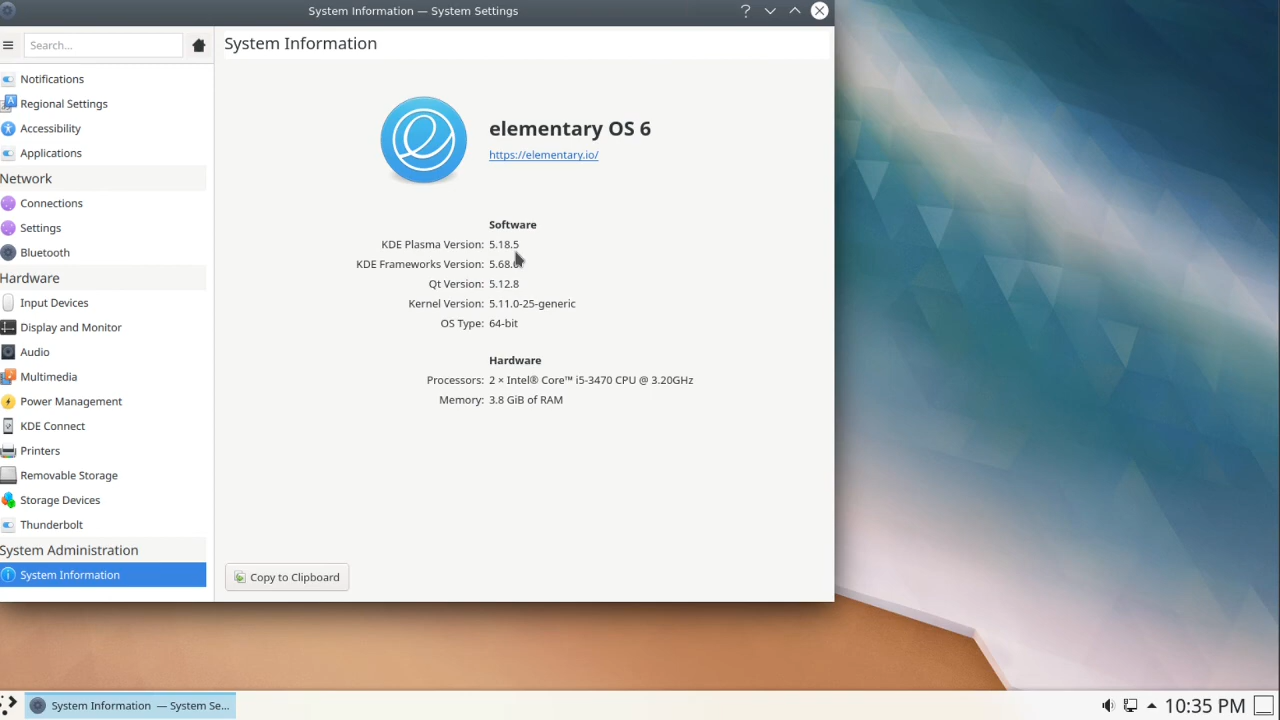 System Information — System Settings
Search...
System Information
Notifications
Regional Settings
Accessibility
Applications
Network
Connections
Settings
Bluetooth
Hardware
Input Devices
Display and Monitor
Audio
Multimedia
Power Management
KDE Connect
Printers
Removable Storage
Storage Devices
Thunderbolt
System Administration
System Information
elementary OS 6
https://elementary.io/
Software
KDE Plasma Version: 5.18.5
KDE Frameworks Version: 5.68.
Qt Version: 5.12.8
Kernel Version: 5.11.0-25-generic
OS Type: 64-bit
Hardware
Processors: 2 × Intel® Core™ i5-3470 CPU @ 3.20GHz
Memory: 3.8 GiB of RAM
Copy to Clipboard
System Information — System Se...
10:35 PM